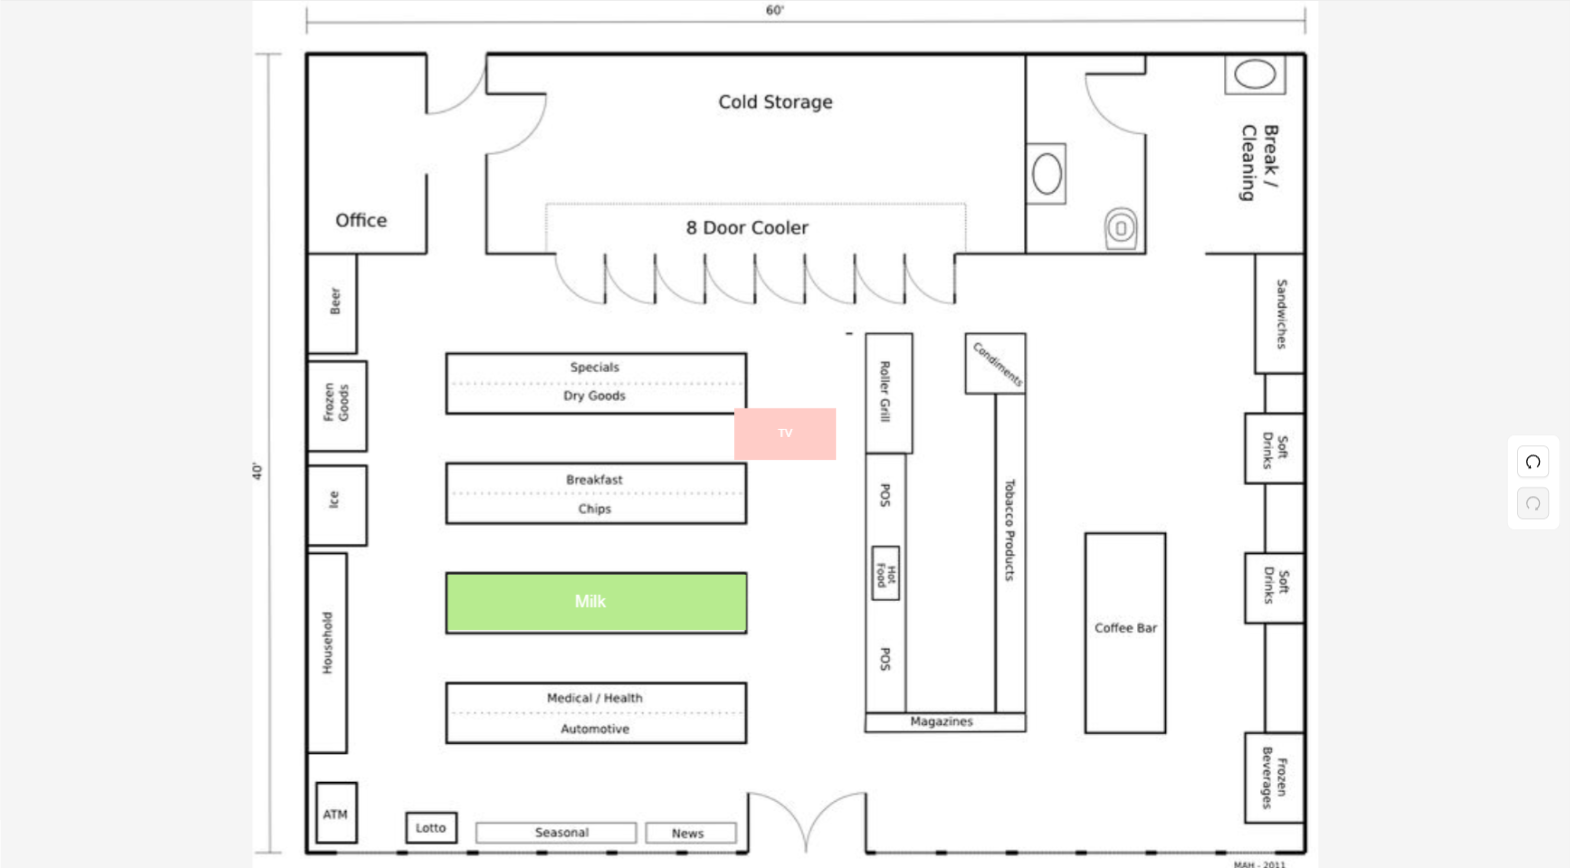 60'
Cold Storage
Break /
Cleaning
Office
8 Door Cooler
Beer
Sandwiches
Specials
Dry Goods
Roller Grill
Condiments
Frozen
Goods
TV
Soft
Drinks
40'
Breakfast
Chips
Ice
POS
Tobacco Products
Hot
Food
Soft
Drinks
Milk
Household
Coffee Bar
POS
Medical / Health
Automotive
Magazines
Frozen
Beverages
ATM
Lotto
Seasonal
News
MAH - 2011